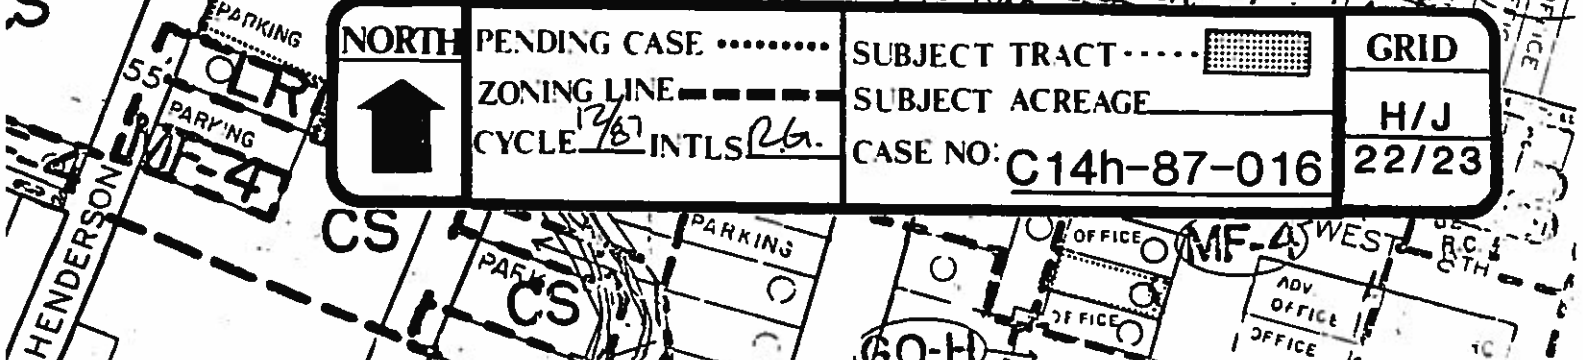 PARKING
55
LR
PARKING
MF-4
HENDERSON
CS
NORTH
PENDING CASE
ZONING LINE
CYCLE 12/87 INTLS R.G.
SUBJECT TRACT
SUBJECT ACREAGE
CASE NO: C14h-87-016
GRID
H/J
22/23
PARK
CS
PARKING
OFFICE
OFFICE
MF-4
WEST
GO-H
ADV.
OFFICE
OFFICE
R.C.